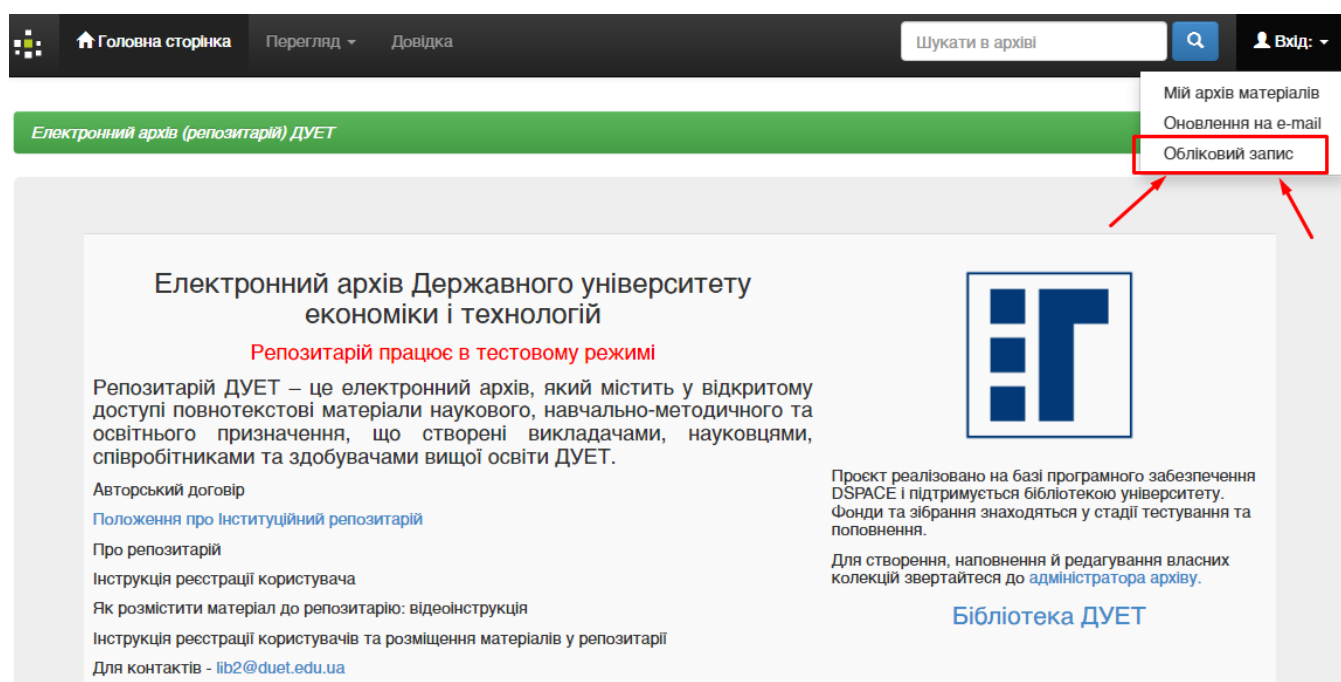 Головна сторінка Перегляд Довідка Шукати в архіві Вхід:
Мій архів матеріалів
Оновлення на e-mail
Обліковий запис
Електронний архів (репозитарій) ДУЕТ
Електронний архів Державного університету
економіки і технологій
Репозитарій працює в тестовому режимі
Репозитарій ДУЕТ – це електронний архів, який містить у відкритому
доступі повнотекстові матеріали наукового, навчально-методичного та
освітнього призначення, що створені викладачами, науковцями,
співробітниками та здобувачами вищої освіти ДУЕТ.
Авторський договір
Положення про Інституційний репозитарій
Про репозитарій
Інструкція реєстрації користувача
Як розмістити матеріал до репозитарію: відеоінструкція
Інструкція реєстрації користувачів та розміщення матеріалів у репозитарії
Для контактів - lib2@duet.edu.ua
Проєкт реалізовано на базі програмного забезпечення
DSPACE і підтримується бібліотекою університету.
Фонди та зібрання знаходяться у стадії тестування та
поповнення.
Для створення, наповнення й редагування власних
колекцій звертайтеся до адміністратора архіву.
Бібліотека ДУЕТ